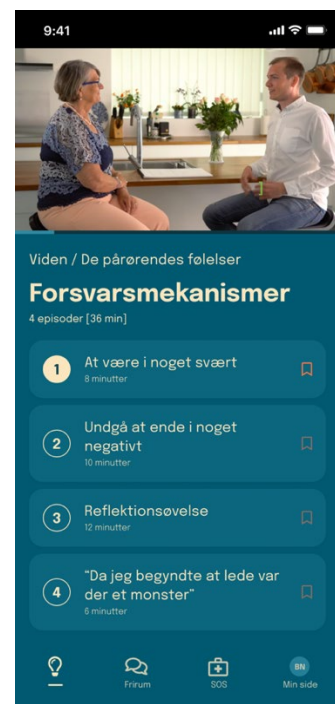 9:41
Viden / De pårørendes følelser
Forsvarsmekanismer
4 episoder [36 min]
1
At være i noget svært
8 minutter
2
Undgå at ende i noget
negativt
10 minutter
3
Reflektionsøvelse
12 minutter
4
"Da jeg begyndte at lede var
der et monster"
6 minutter
Frirum
SOS
BN
Min side